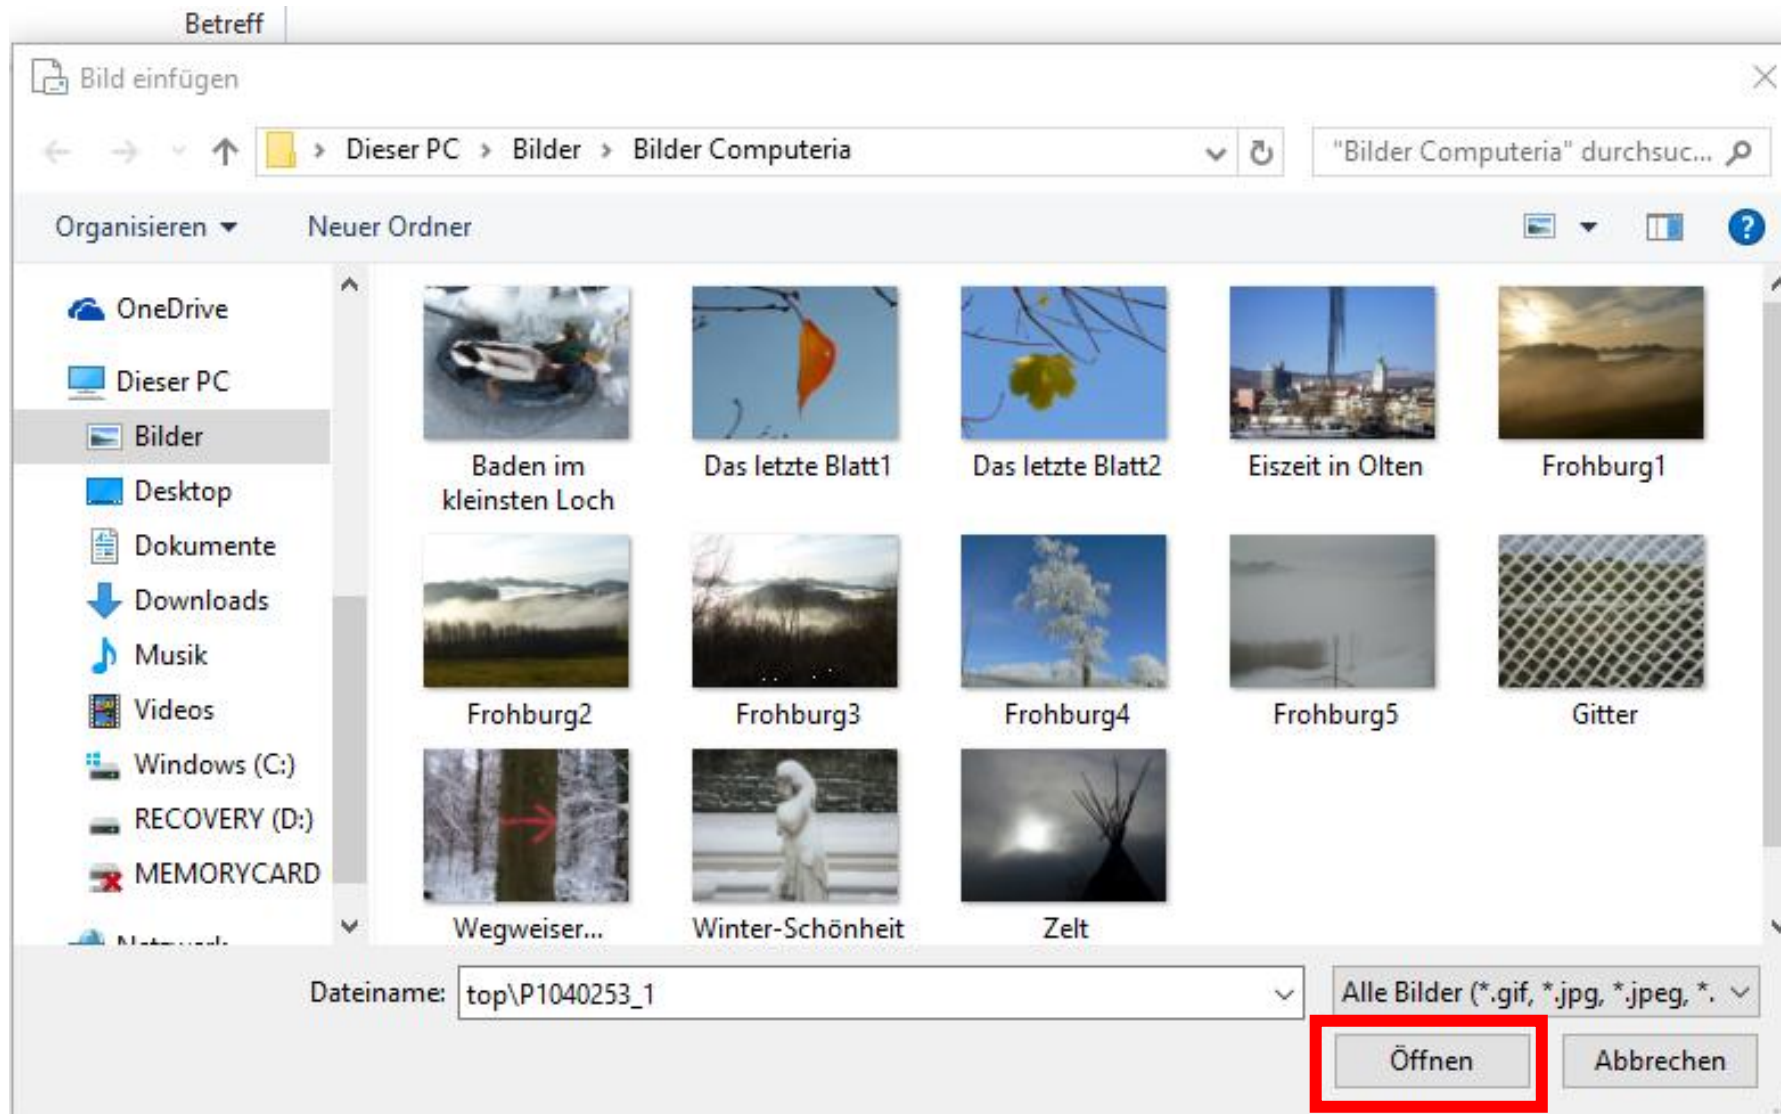 Betreff
Bild einfügen
Dieser PC > Bilder > Bilder Computeria
"Bilder Computeria" durchsuc...
Organisieren
Neuer Ordner
?
OneDrive
Dieser PC
Bilder
Desktop
Dokumente
Downloads
Musik
Videos
Windows (C:)
RECOVERY (D:)
MEMORYCARD
Baden im
kleinsten Loch
Das letzte Blatt1
Das letzte Blatt2
Eiszeit in Olten
Frohburg1
Frohburg2
Frohburg3
Frohburg4
Frohburg5
Gitter
Wegweiser...
Winter-Schönheit
Zelt
Dateiname:
top\P1040253_1
Alle Bilder (*.gif, *.jpg, *.jpeg, *.
Öffnen
Abbrechen